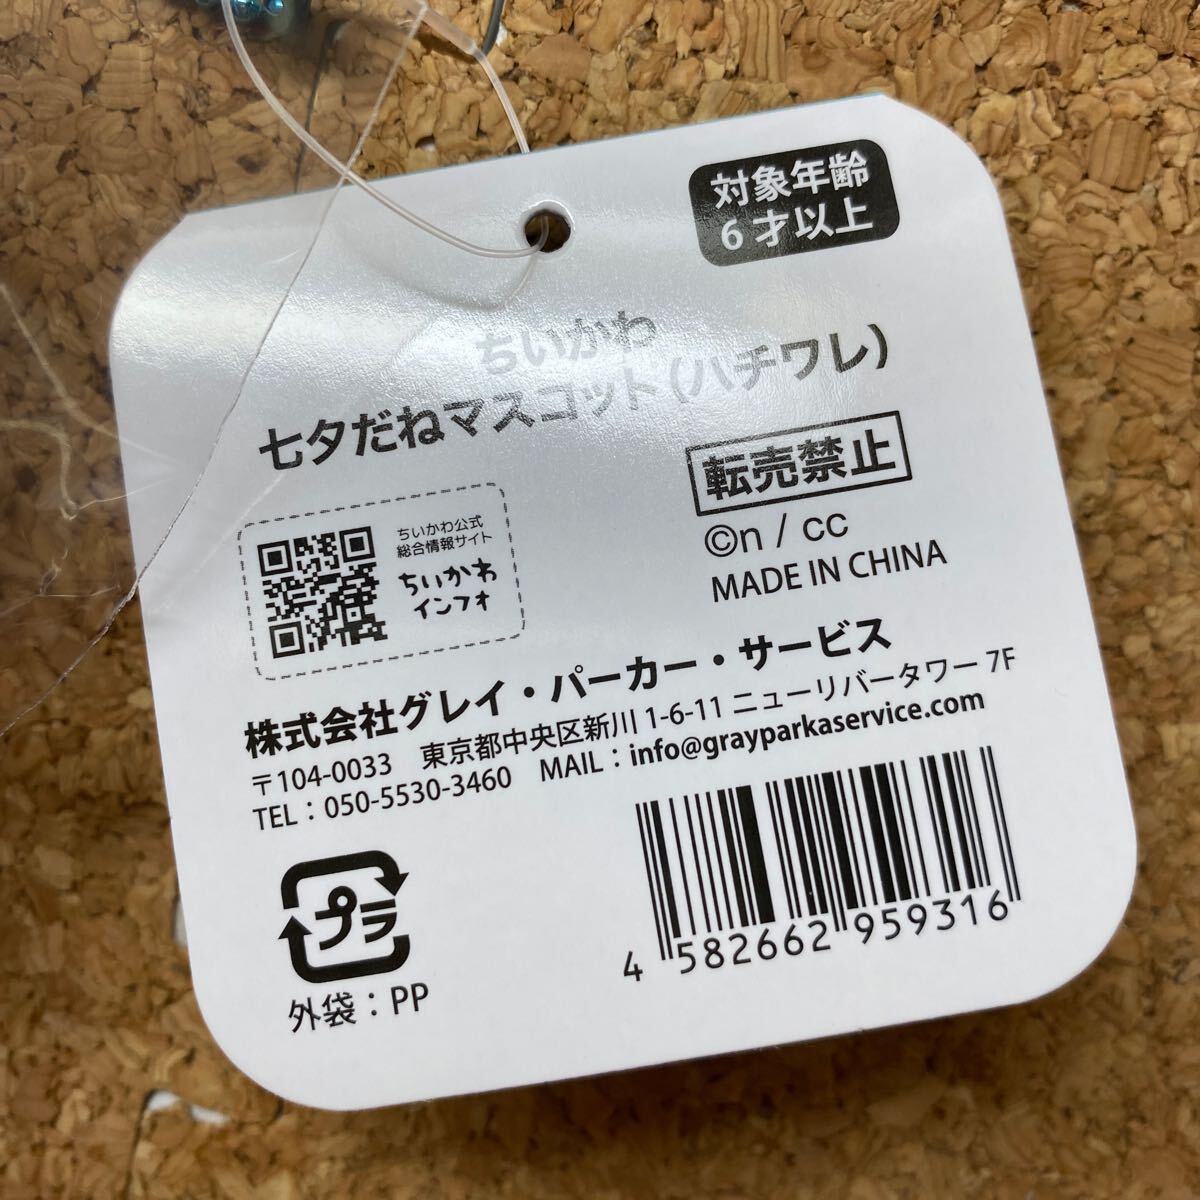 対象年齢
6才以上
ちいかわ
七夕だねマスコット(ハチワレ)
転売禁止
©n / cc
MADE IN CHINA
ちいかわ公式
総合情報サイト
ちいかわ
インフォ
株式会社グレイ・パーカー・サービス
〒104-0033 東京都中央区新川 1-6-11 ニューリバータワー 7F
TEL：050-5530-3460 MAIL：info@grayparkaservice.com
プラ
外袋：PP
4 582662 959316